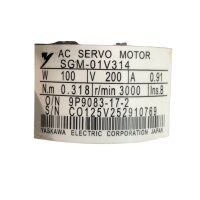 AC SERVO MOTOR
SGM-01V314
W 100 V 200 A 0.91
N.m 0.318 r/min 3000 Ins.B
O/N 9P9083-17-2
S/N CO125V252910769
YASKAWA ELECTRIC CORPORATION JAPAN